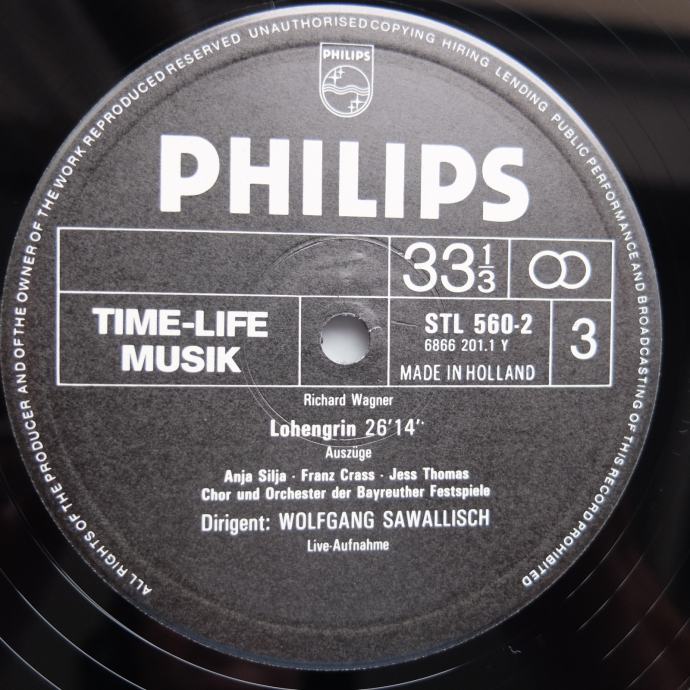 ALL RIGHTS OF THE PRODUCER AND OF THE OWNER OF THE WORK REPRODUCED RESERVED UNAUTHORISED COPYING HIRING LENDING PUBLIC PERFORMANCE AND BROADCASTING OF THIS RECORD PROHIBITED
PHILIPS
PHILIPS
33 1/3
TIME-LIFE
MUSIK
STL 560-2
6866 201.1 Y
MADE IN HOLLAND
3
Richard Wagner
Lohengrin 26'14''
Auszüge
Anja Silja · Franz Crass · Jess Thomas
Chor und Orchester der Bayreuther Festspiele
Dirigent: WOLFGANG SAWALLISCH
Live-Aufnahme